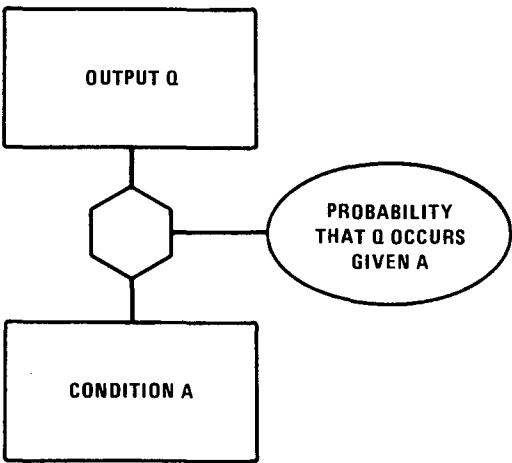 OUTPUT Q
PROBABILITY
THAT Q OCCURS
GIVEN A
CONDITION A